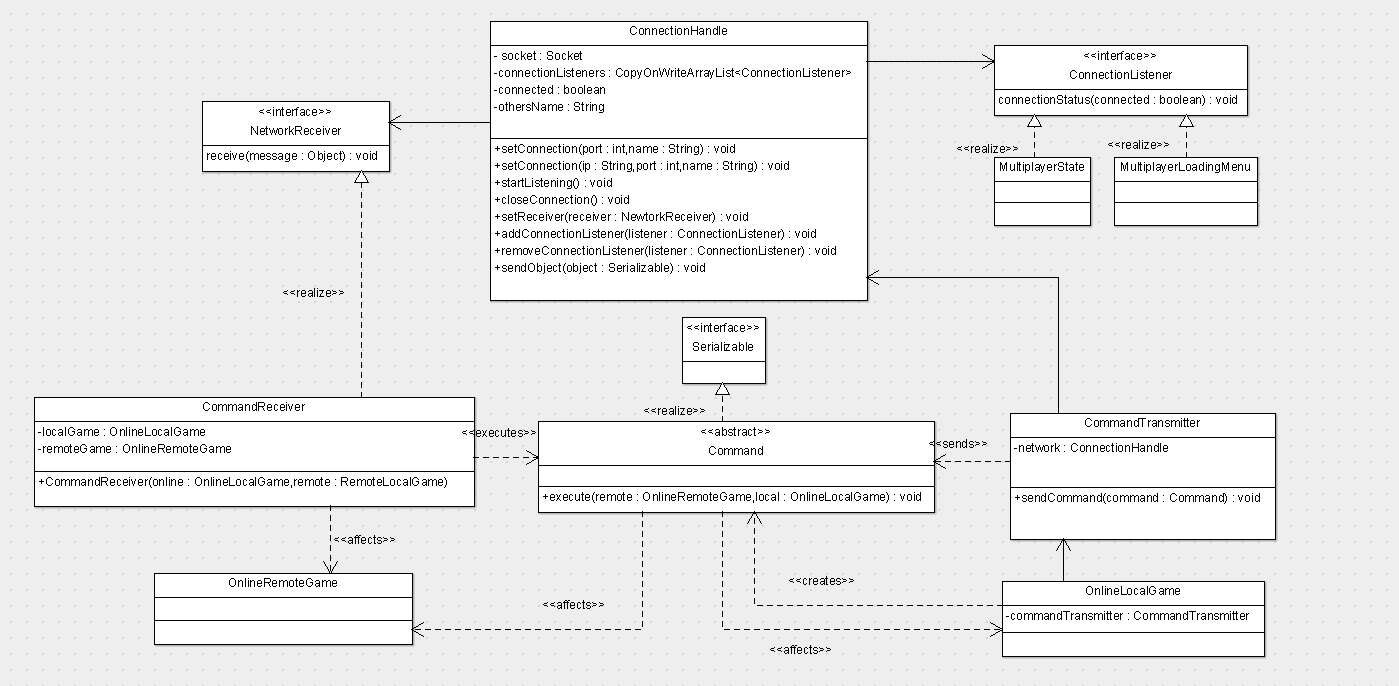 ConnectionHandle
- socket : Socket
-connectionListeners : CopyOnWriteArrayList<ConnectionListener>
-connected : boolean
-othersName : String
+setConnection(port : int,name : String) : void
+setConnection(ip : String,port : int,name : String) : void
+startListening() : void
+closeConnection() : void
+setReceiver(receiver : NewtorkReceiver) : void
+addConnectionListener(listener : ConnectionListener) : void
+removeConnectionListener(listener : ConnectionListener) : void
+sendObject(object : Serializable) : void
<<interface>>
ConnectionListener
connectionStatus(connected : boolean) : void
<<realize>>
<<realize>>
MultiplayerState
MultiplayerLoadingMenu
<<interface>>
NetworkReceiver
receive(message : Object) : void
<<realize>>
<<interface>>
Serializable
<<realize>>
CommandReceiver
-localGame : OnlineLocalGame
-remoteGame : OnlineRemoteGame
+CommandReceiver(online : OnlineLocalGame,remote : RemoteLocalGame)
<<executes>>
<<abstract>>
Command
+execute(remote : OnlineRemoteGame,local : OnlineLocalGame) : void
<<sends>>
CommandTransmitter
-network : ConnectionHandle
+sendCommand(command : Command) : void
<<affects>>
OnlineRemoteGame
<<affects>>
<<creates>>
<<affects>>
OnlineLocalGame
-commandTransmitter : CommandTransmitter